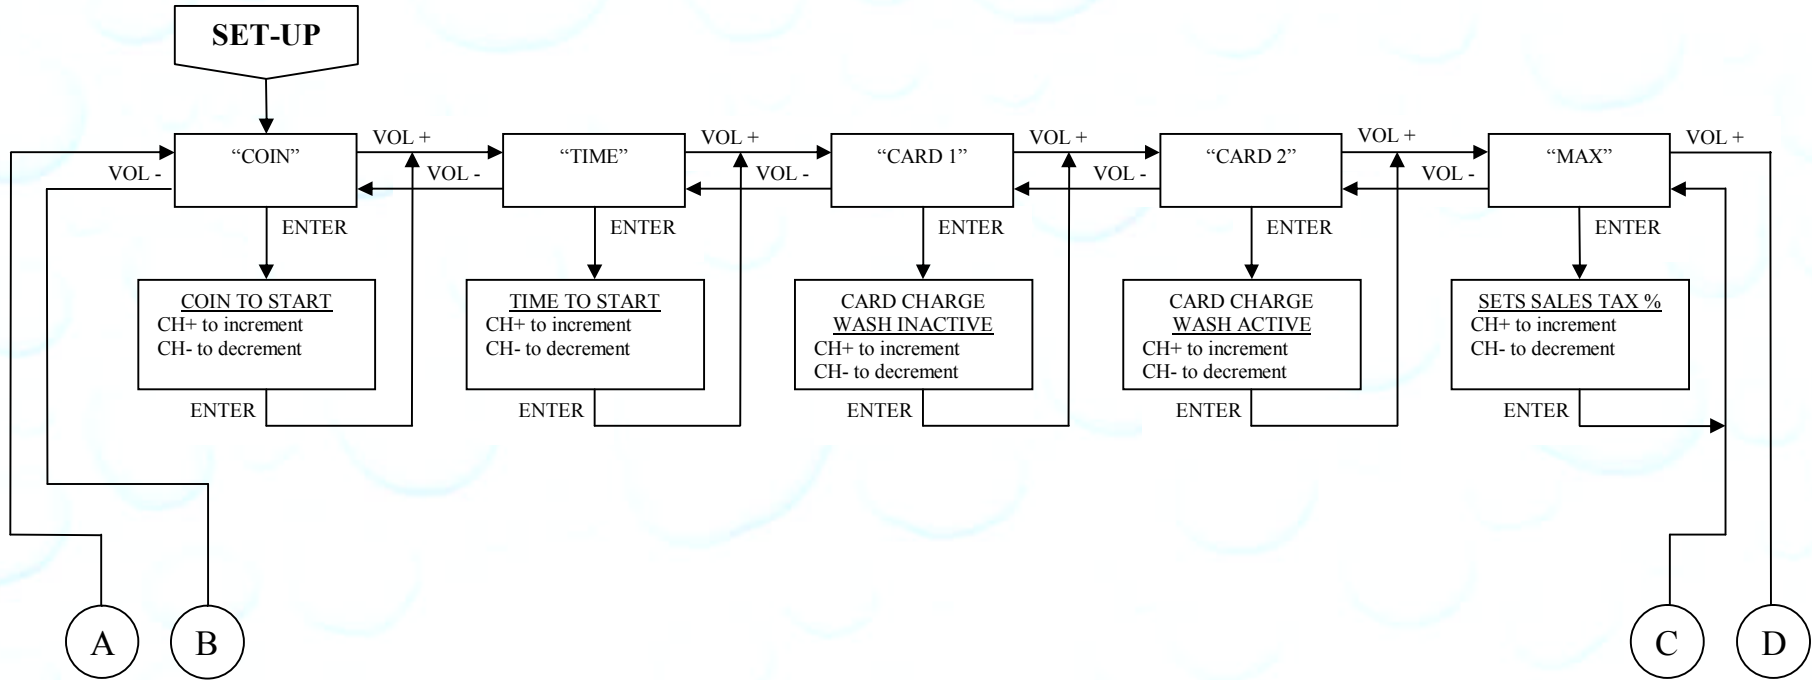 SET-UP
“COIN”
VOL +
VOL -
“TIME”
VOL +
VOL -
“CARD 1”
VOL +
VOL -
“CARD 2”
VOL +
VOL -
“MAX”
VOL +
VOL -
ENTER
ENTER
ENTER
ENTER
ENTER
COIN TO START
CH+ to increment
CH- to decrement
TIME TO START
CH+ to increment
CH- to decrement
CARD CHARGE
WASH INACTIVE
CH+ to increment
CH- to decrement
CARD CHARGE
WASH ACTIVE
CH+ to increment
CH- to decrement
SETS SALES TAX %
CH+ to increment
CH- to decrement
ENTER
ENTER
ENTER
ENTER
ENTER
A
B
C
D